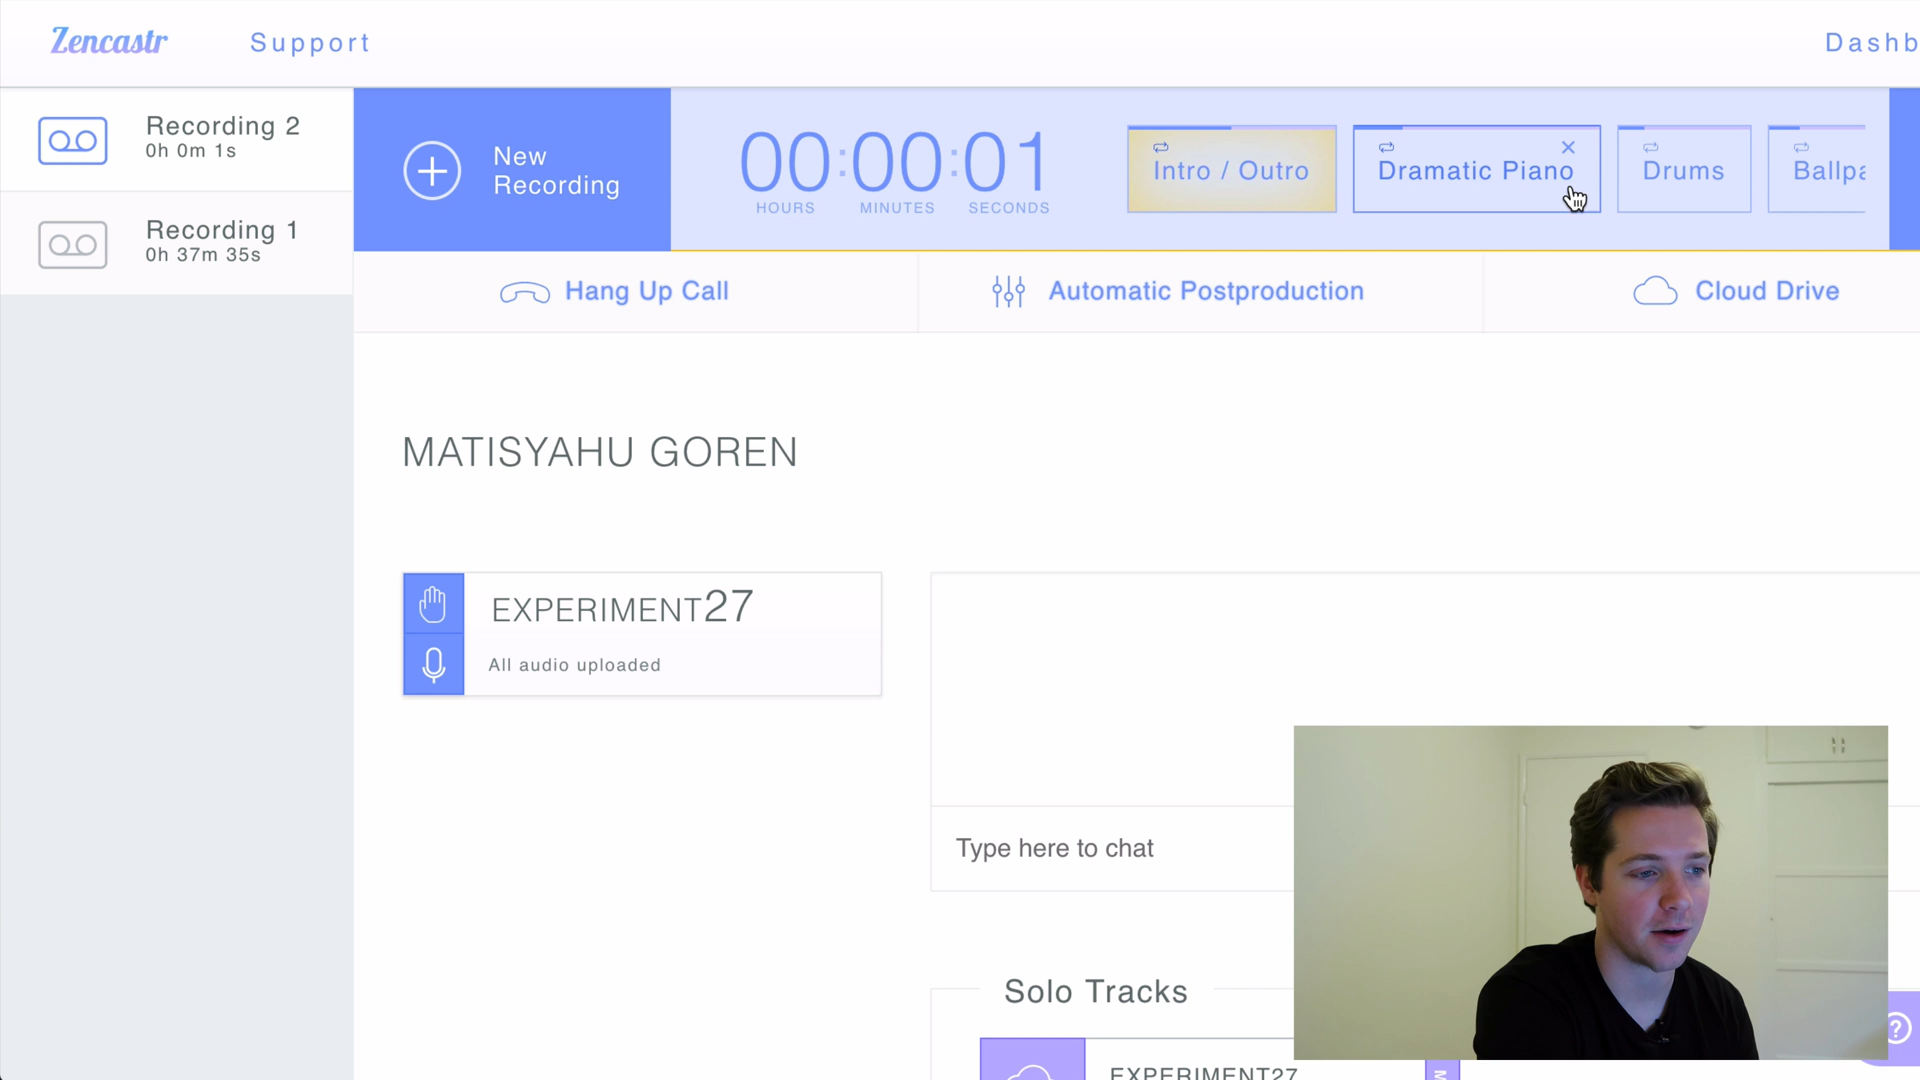 Zencastr
Support
Dashb
Recording 2
0h 0m 1s
Recording 1
0h 37m 35s
New
Recording
00:00:01
HOURS MINUTES SECONDS
Intro / Outro
Dramatic Piano
Drums
Ballpa
Hang Up Call
Automatic Postproduction
Cloud Drive
MATISYAHU GOREN
EXPERIMENT27
All audio uploaded
Type here to chat
Solo Tracks
EXPERIMENT27
M
?